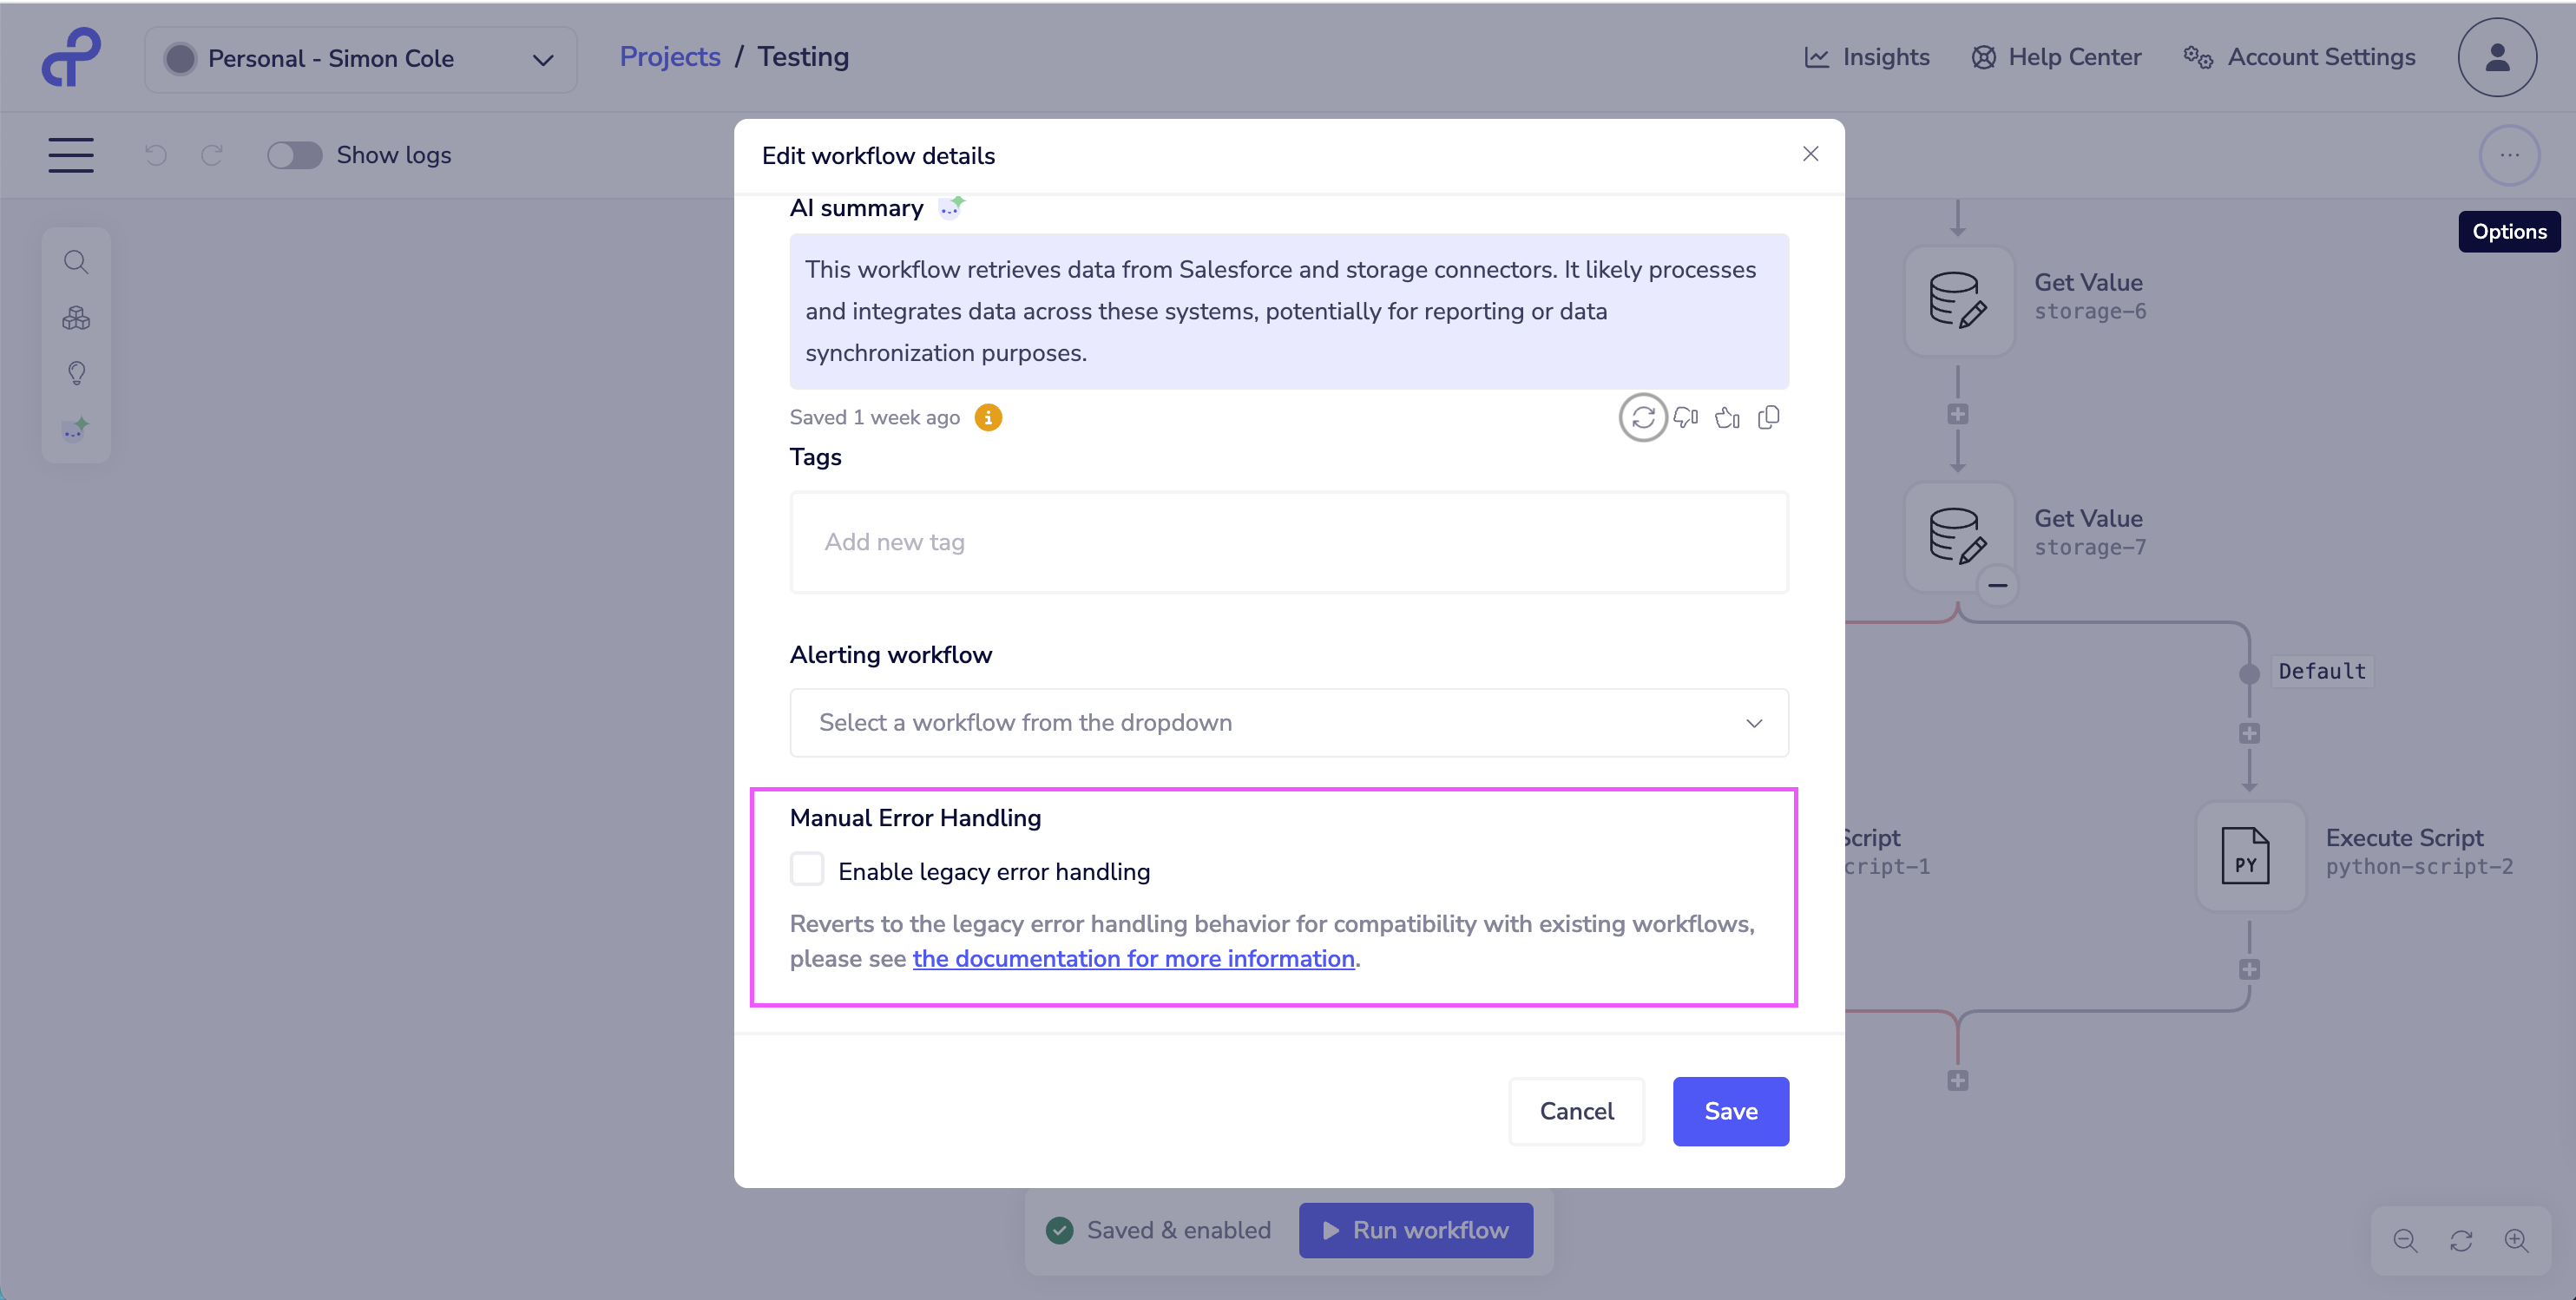 Personal - Simon Cole
Projects / Testing
Insights
Help Center
Account Settings
Show logs
Options
Edit workflow details
AI summary
This workflow retrieves data from Salesforce and storage connectors. It likely processes
and integrates data across these systems, potentially for reporting or data
synchronization purposes.
Saved 1 week ago
Tags
Add new tag
Alerting workflow
Select a workflow from the dropdown
Manual Error Handling
Enable legacy error handling
Reverts to the legacy error handling behavior for compatibility with existing workflows,
please see the documentation for more information.
Cancel
Save
Get Value
storage-6
Get Value
storage-7
Default
Script
cript-1
PY
Execute Script
python-script-2
Saved & enabled
Run workflow